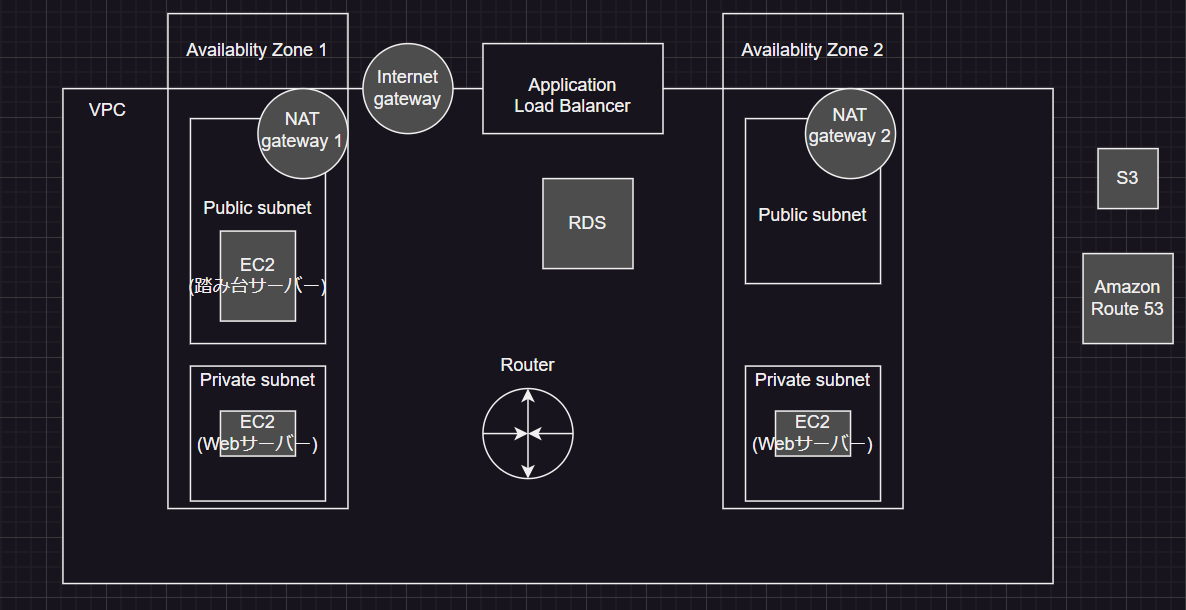 Availablity Zone 1
Internet
gateway
Application
Load Balancer
Availablity Zone 2
VPC
NAT
gateway 1
NAT
gateway 2
S3
Public subnet
RDS
Public subnet
EC2
(踏み台サーバー)
Amazon
Route 53
Router
Private subnet
EC2
(Webサーバー)
Private subnet
EC2
(Webサーバー)